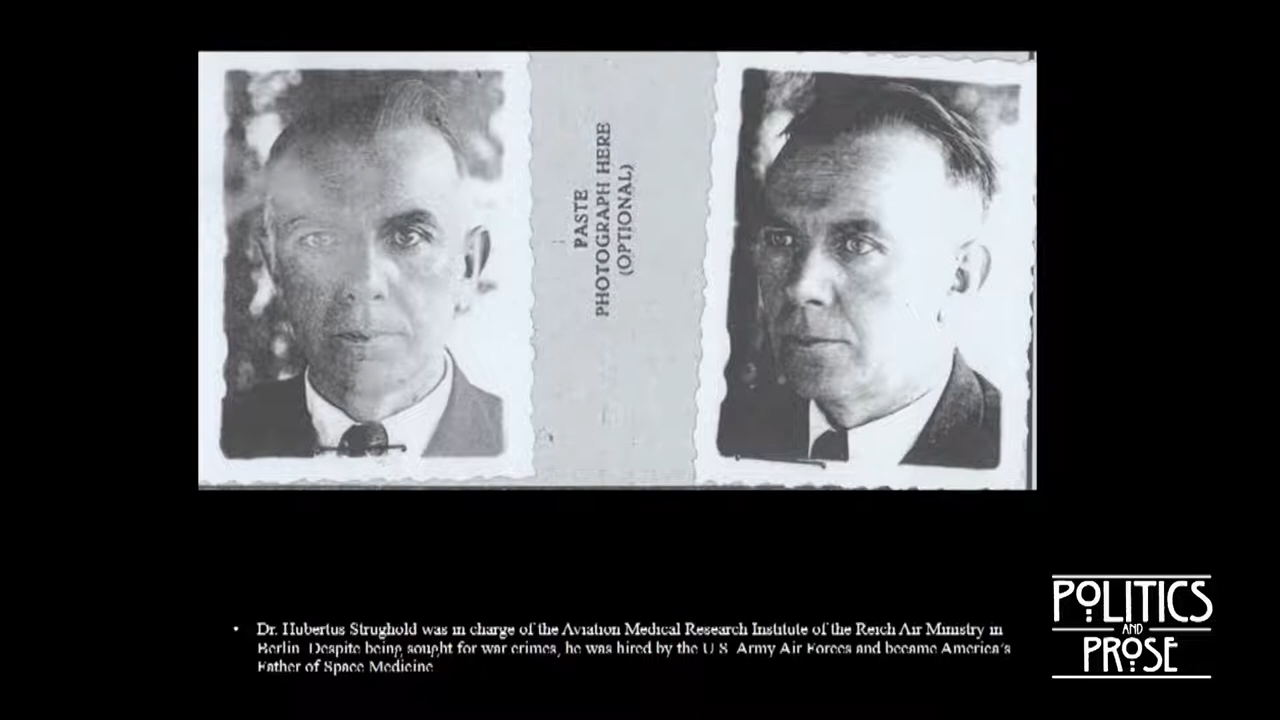 PASTE
PHOTOGRAPH HERE
(OPTIONAL)
• Dr. Hubertus Strughold was in charge of the Aviation Medical Research Institute of the Reich Air Ministry in
Berlin. Despite being sought for war crimes, he was hired by the U.S. Army Air Forces and became America's
Father of Space Medicine
POLITICS
AND
PROSE